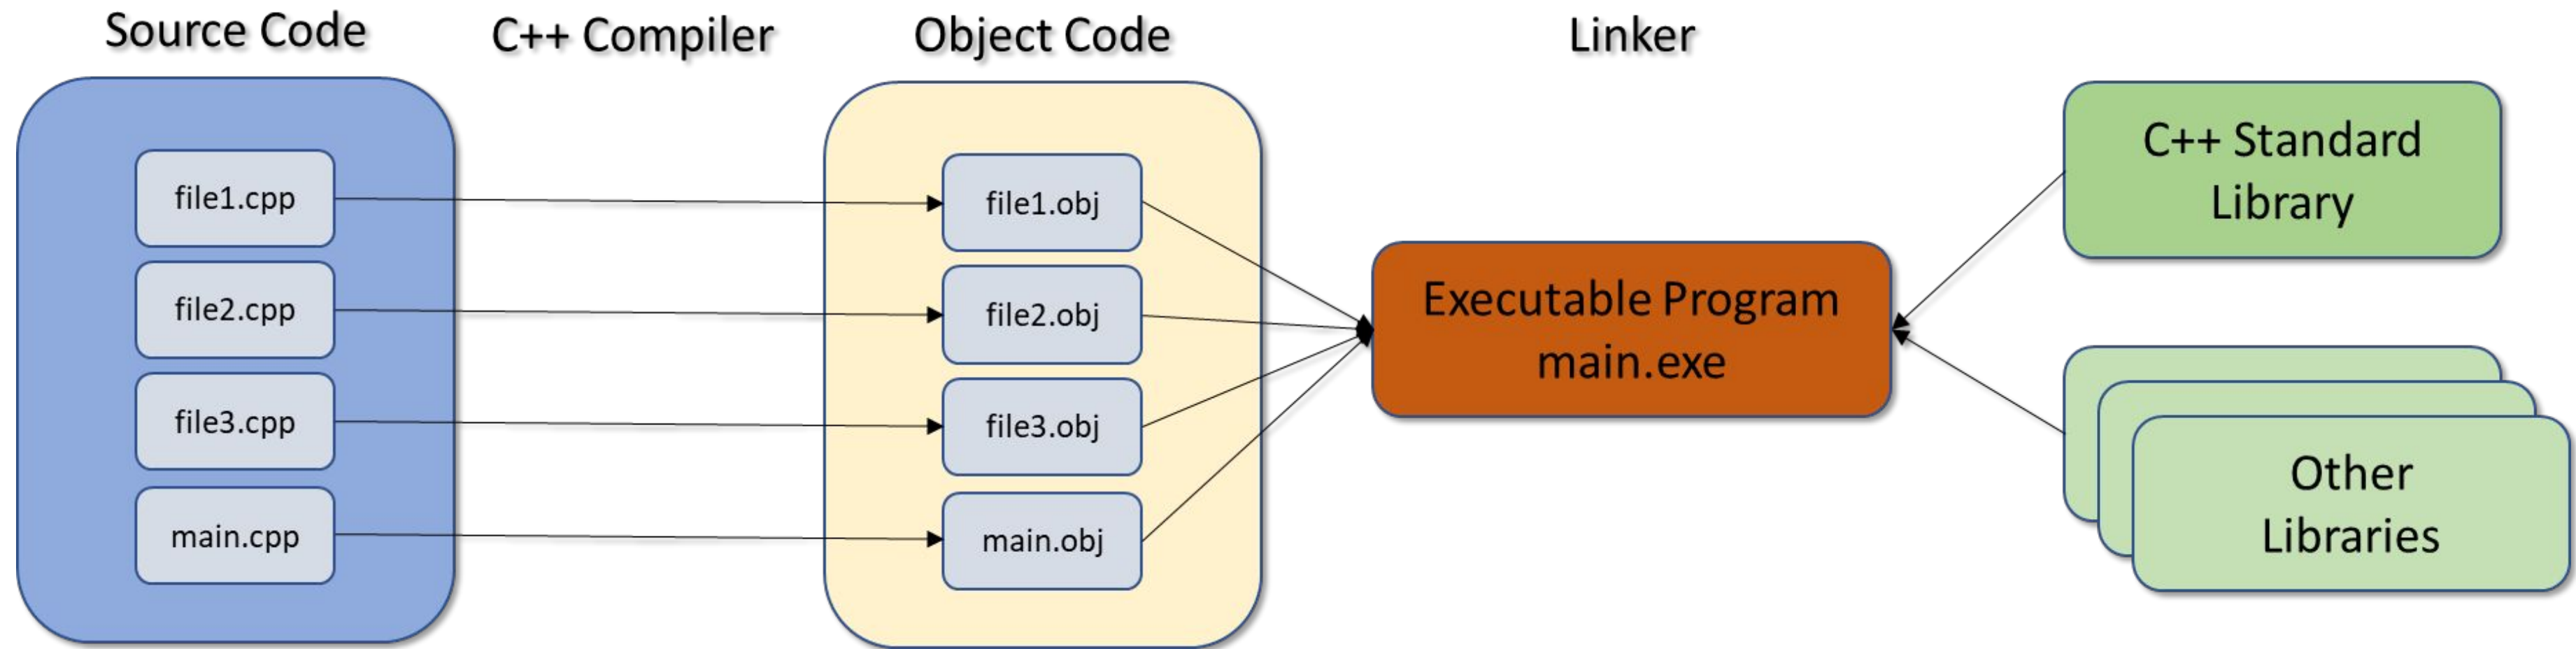 Source Code
C++ Compiler
Object Code
Linker
file1.cpp
file2.cpp
file3.cpp
main.cpp
file1.obj
file2.obj
file3.obj
main.obj
Executable Program
main.exe
C++ Standard
Library
Other
Libraries